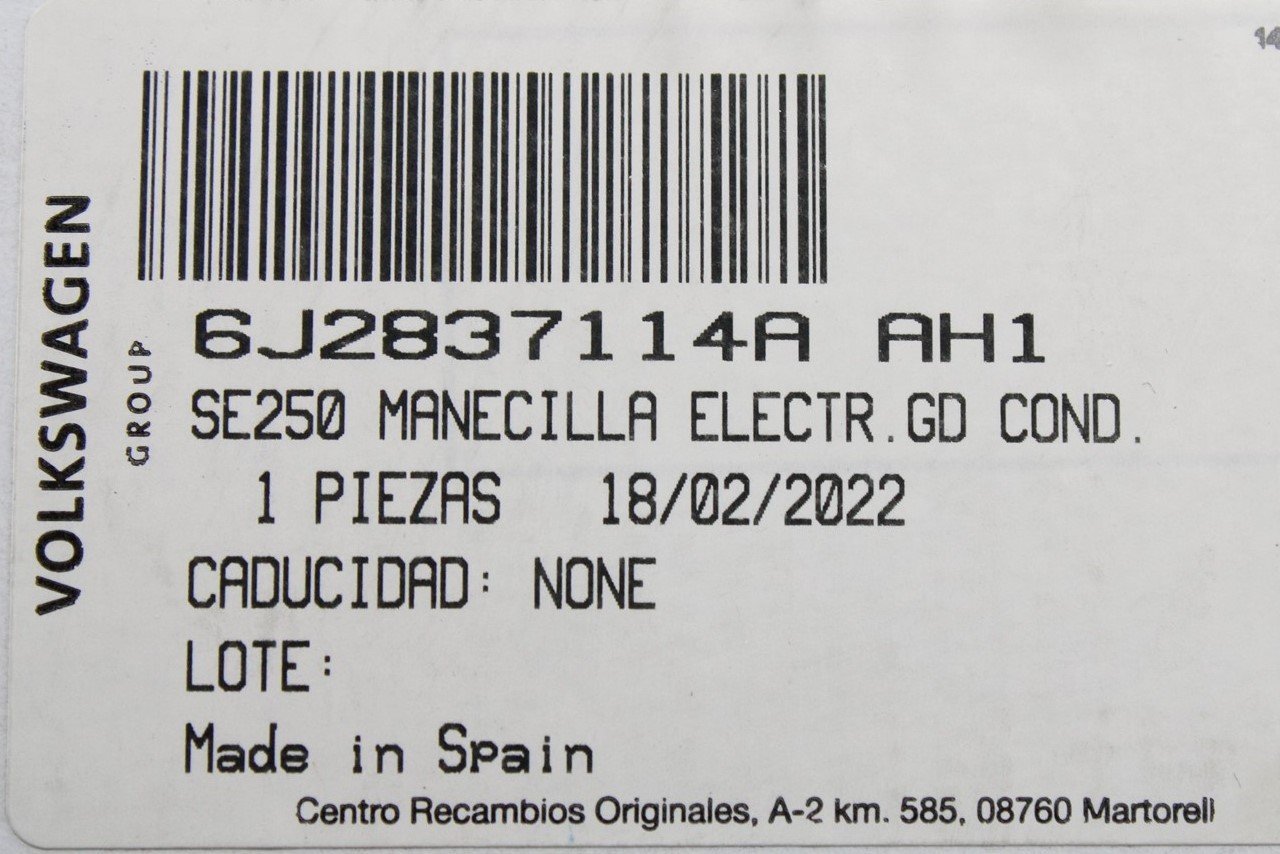 14
VOLKSWAGEN
GROUP
6J2837114A AH1
SE250 MANECILLA ELECTR.GD COND.
1 PIEZAS 18/02/2022
CADUCIDAD: NONE
LOTE:
Made in Spain
Centro Recambios Originales, A-2 km. 585, 08760 Martorell